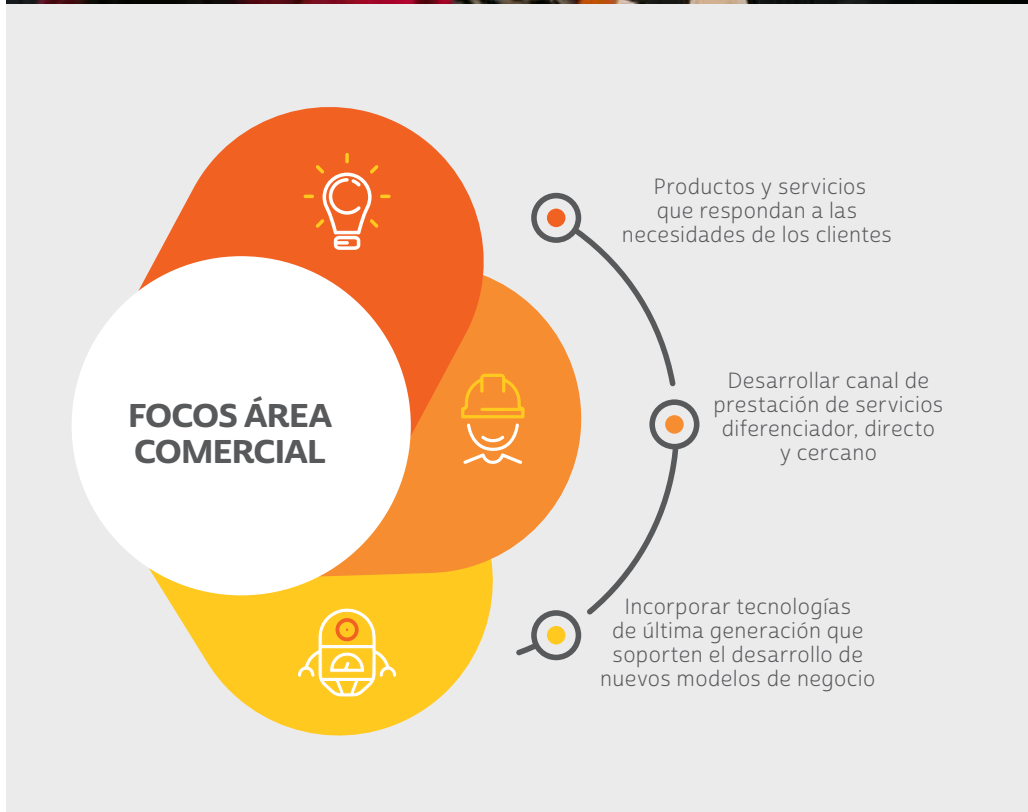 FOCOS ÁREA
COMERCIAL
Productos y servicios
que respondan a las
necesidades de los clientes
Desarrollar canal de
prestación de servicios
diferenciador, directo
y cercano
Incorporar tecnologías
de última generación que
soporten el desarrollo de
nuevos modelos de negocio